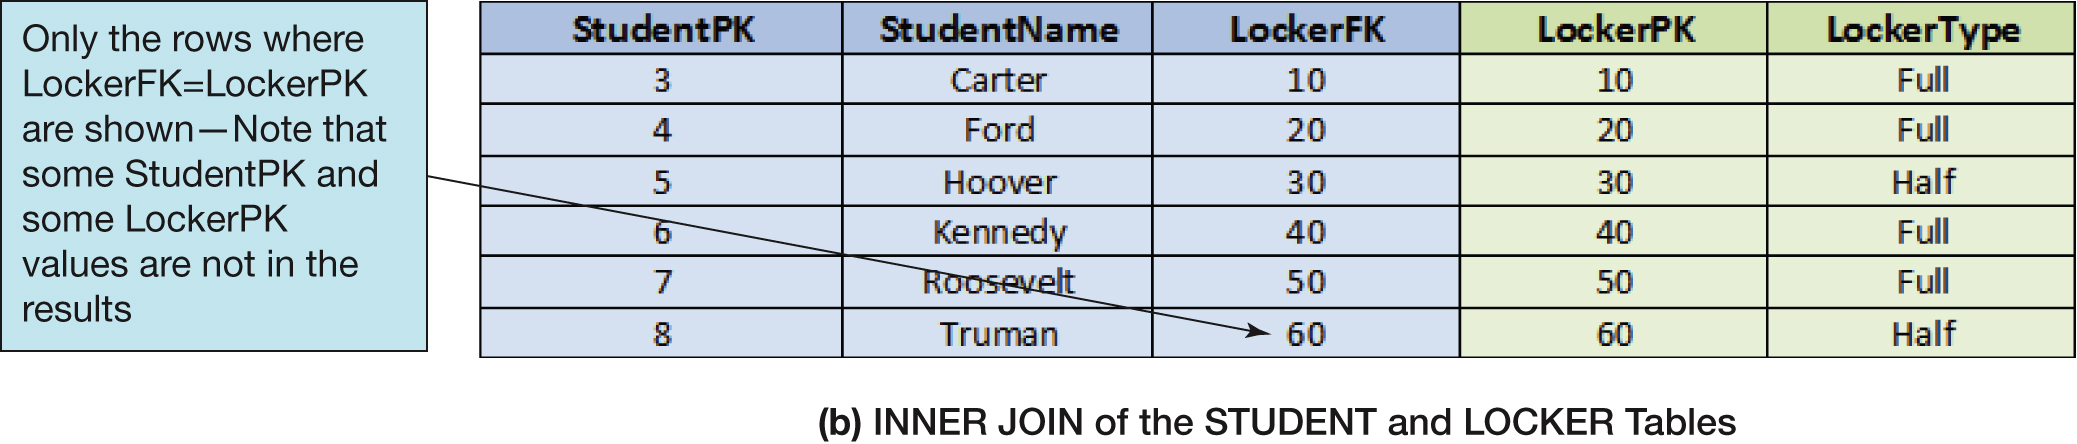 Only the rows where
LockerFK=LockerPK
are shown—Note that
some StudentPK and
some LockerPK
values are not in the
results
StudentPK StudentName LockerFK LockerPK LockerType
3 Carter 10 10 Full
4 Ford 20 20 Full
5 Hoover 30 30 Half
6 Kennedy 40 40 Full
7 Roosevelt 50 50 Full
8 Truman 60 60 Half
(b) INNER JOIN of the STUDENT and LOCKER Tables